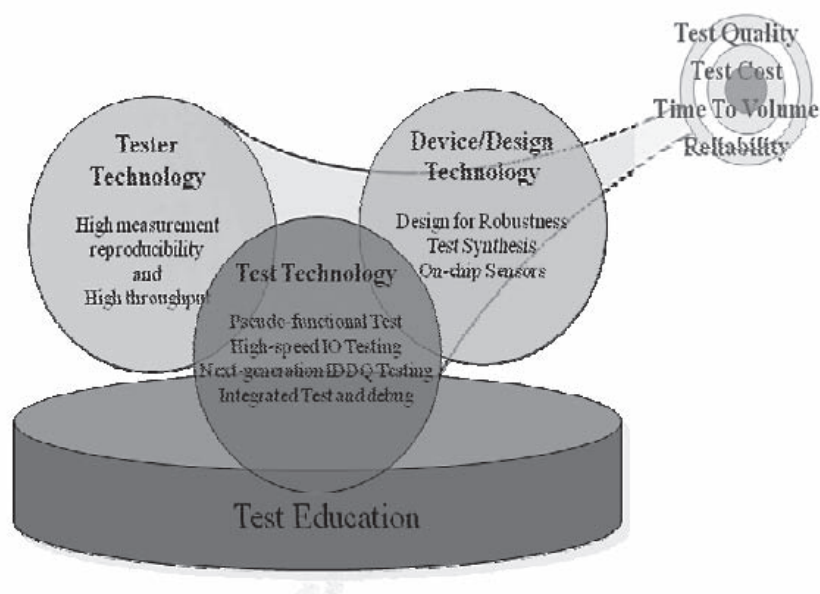 Test Quality
Test Cost
Time To Volume
Reliability
Tester
Technology
High measurement
reproducibility
and
High throughput
Device/Design
Technology
Design for Robustness
Test Synthesis
On-chip Sensors
Test Technology
Pseudo-functional Test
High-speed IO Testing
Next-generation IDDQ Testing
Integrated Test and debug
Test Education